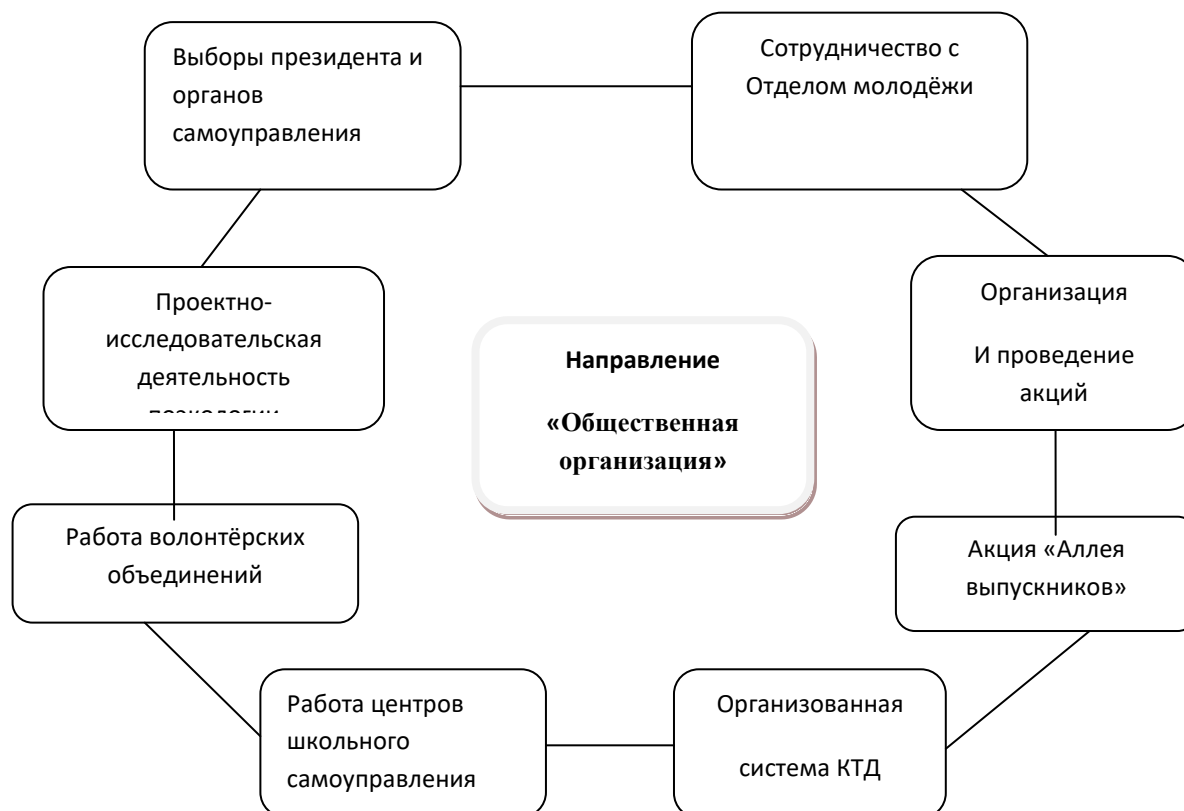 Выборы президента и
органов
самоуправления
Сотрудничество с
Отделом молодёжи
Проектно-
исследовательская
деятельность
Организация
И проведение
акций
Направление
«Общественная
организация»
Работа волонтёрских
объединений
Акция «Аллея
выпускников»
Работа центров
школьного
самоуправления
Организованная
система КТД